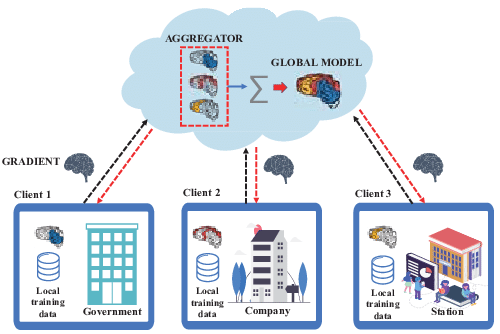 AGGREGATOR
GLOBAL MODEL
Σ
GRADIENT
Client 1
Client 2
Client 3
Local
training
data
Government
Local
training
data
Company
Local
training
data
Station